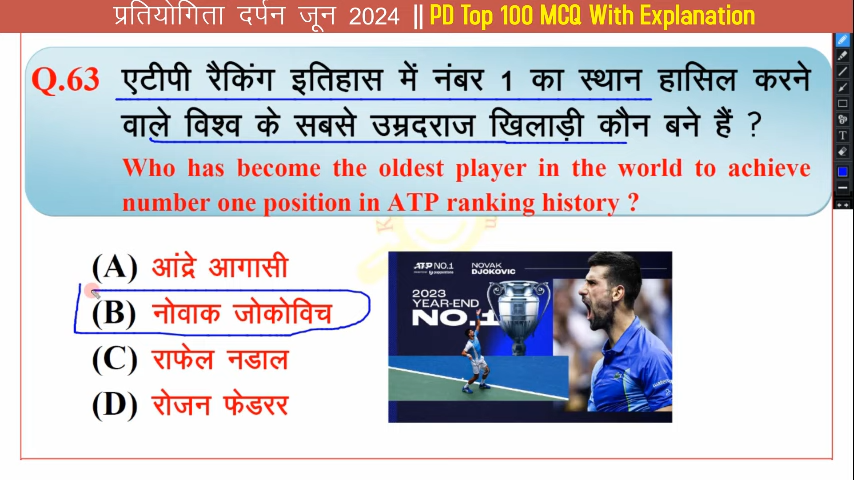 प्रतियोगिता दर्पन जून 2024 || PD Top 100 MCQ With Explanation
Q.63 एटीपी रैकिंग इतिहास में नंबर 1 का स्थान हासिल करने
वाले विश्व के सबसे उम्रदराज खिलाड़ी कौन बने हैं ?
Who has become the oldest player in the world to achieve
number one position in ATP ranking history ?
(A) आंद्रे आगासी
(B) नोवाक जोकोविच
(C) राफेल नडाल
(D) रोजन फेडरर
ATP NO.1
NOVAK
DJOKOVIC
2023
YEAR-END
NO.1